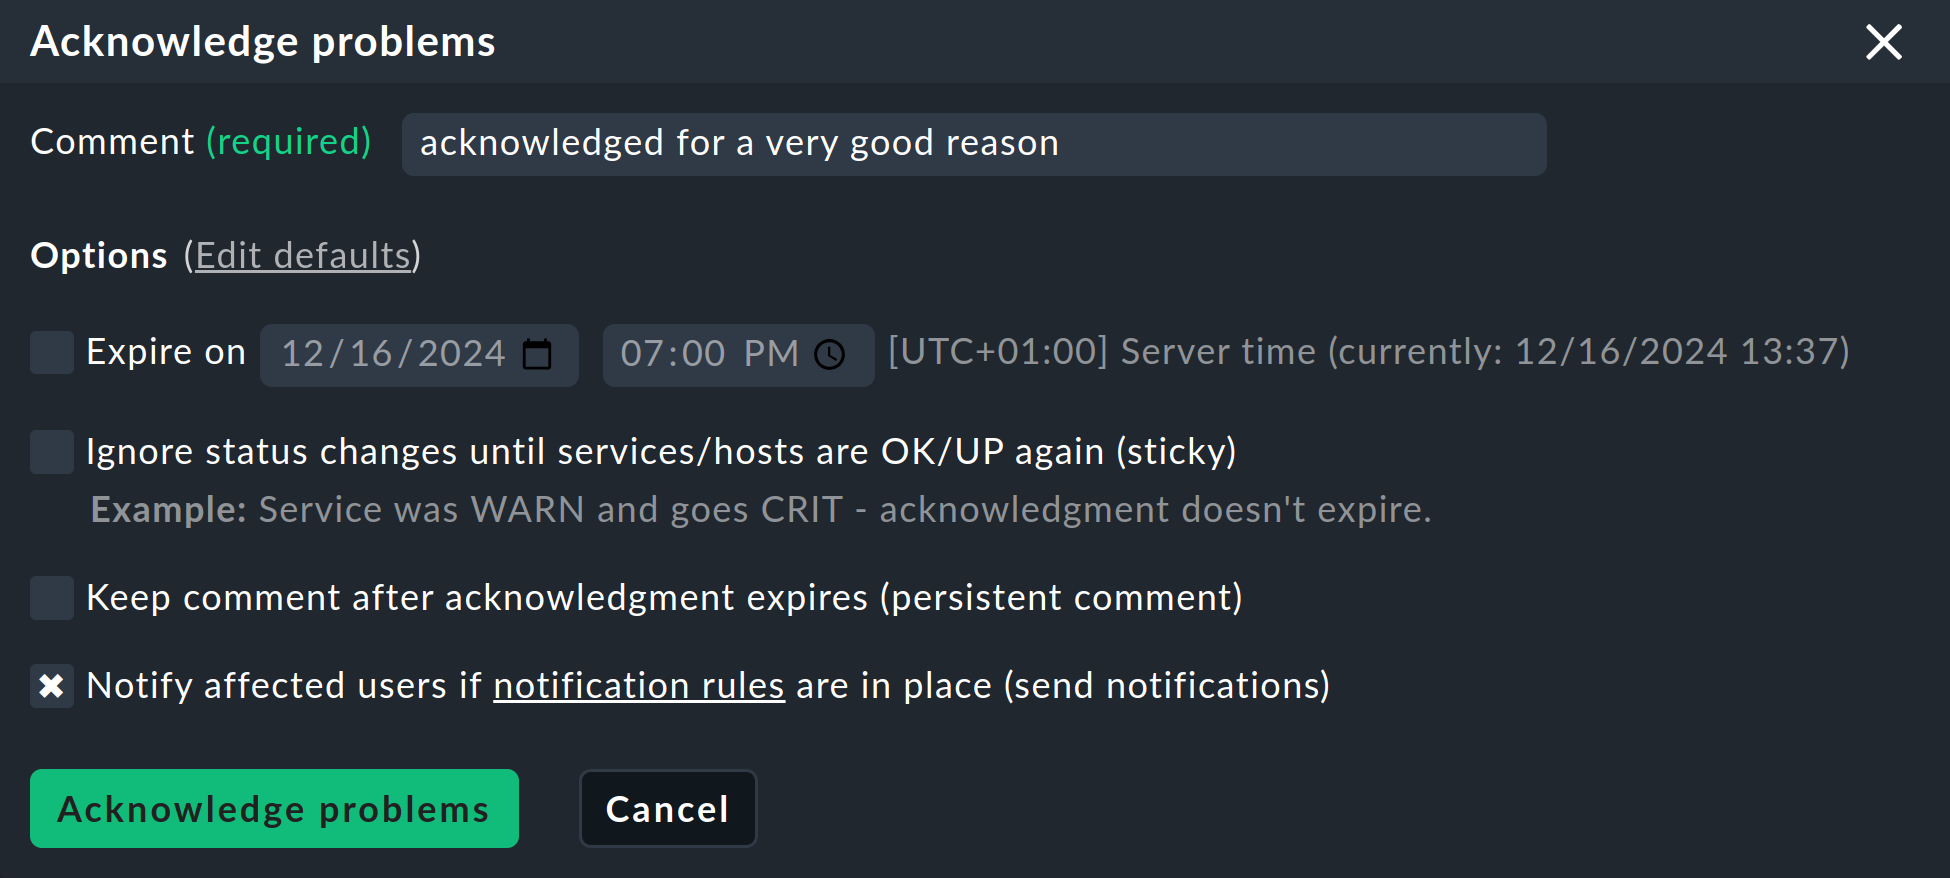 Acknowledge problems
Comment (required) acknowledged for a very good reason
Options (Edit defaults)
Expire on 12/16/2024 07:00 PM [UTC+01:00] Server time (currently: 12/16/2024 13:37)
Ignore status changes until services/hosts are OK/UP again (sticky)
Example: Service was WARN and goes CRIT - acknowledgment doesn't expire.
Keep comment after acknowledgment expires (persistent comment)
Notify affected users if notification rules are in place (send notifications)
Acknowledge problems Cancel